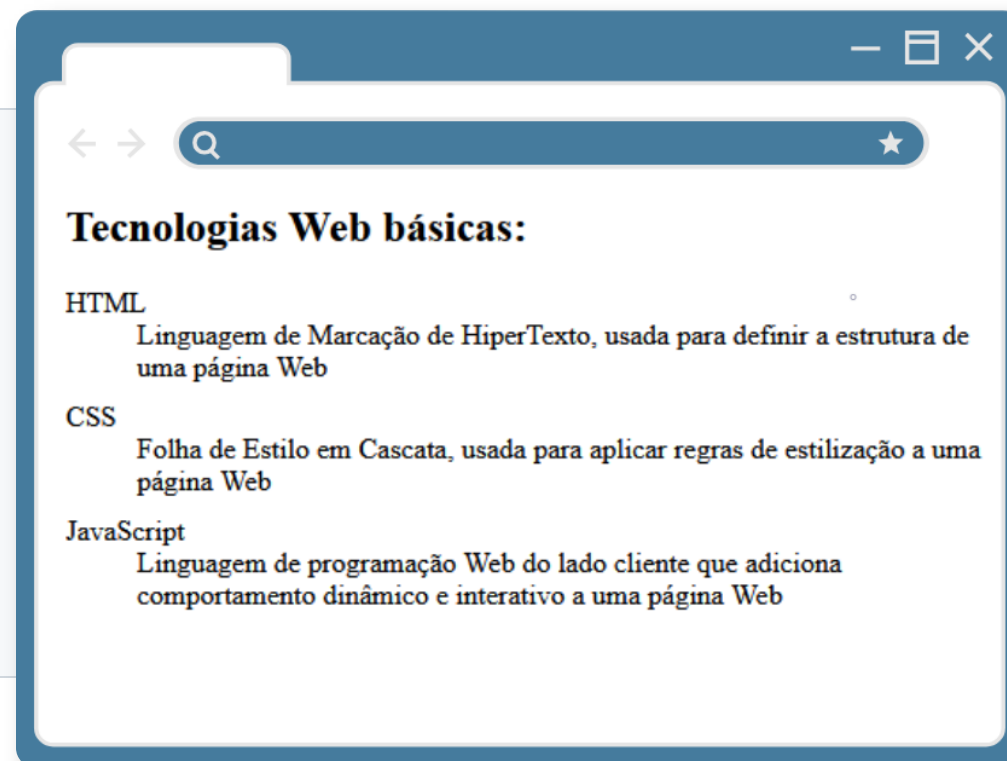 Tecnologias Web básicas:
HTML
Linguagem de Marcação de HiperTexto, usada para definir a estrutura de
uma página Web
CSS
Folha de Estilo em Cascata, usada para aplicar regras de estilização a uma
página Web
JavaScript
Linguagem de programação Web do lado cliente que adiciona
comportamento dinâmico e interativo a uma página Web